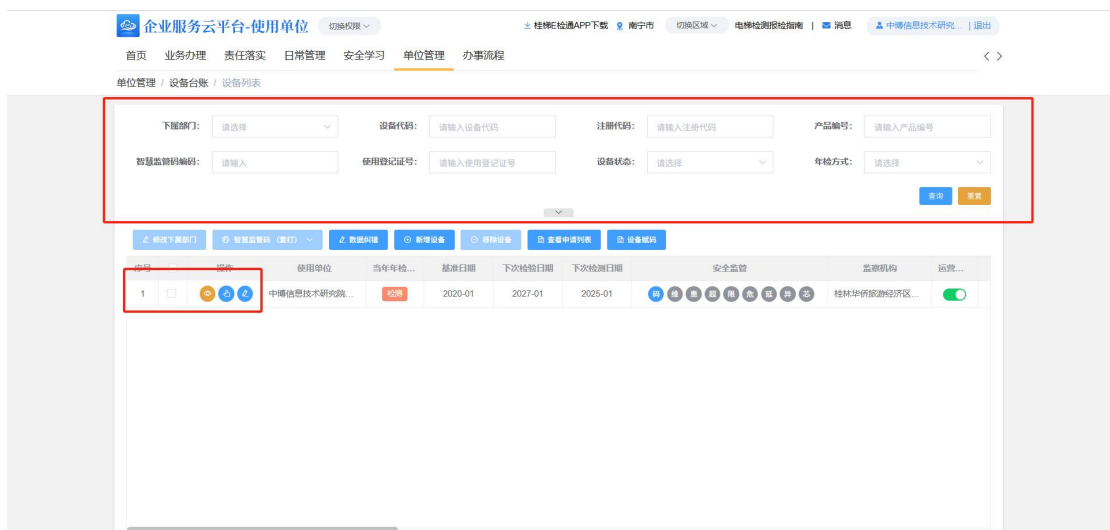 企业服务云平台-使用单位 切换权限 桂梯E检通APP下载 南宁市 切换区域 电梯检测报检指南 | 消息 中博信息技术研究... | 退出
首页 业务办理 责任落实 日常管理 安全学习 单位管理 办事流程
单位管理 / 设备台账 / 设备列表
下属部门: 请选择 设备代码: 请输入设备代码 注册代码: 请输入注册代码 产品编号: 请输入产品编号
智慧监管码编码: 请输入 使用登记证号: 请输入使用登记证号 设备状态: 请选择 年检方式: 请选择
查询 重置
修改下属部门 智慧监管码(套打) 数据纠错 新增设备 移除设备 查看申请列表 设备赋码
序号 操作 使用单位 当年年检... 基准日期 下次检验日期 下次检测日期 安全监管 监察机构 运营...
1 中博信息技术研究院... 检测 2020-01 2027-01 2025-01 码 维 患 超 限 危 延 异 芯 桂林华侨旅游经济区...